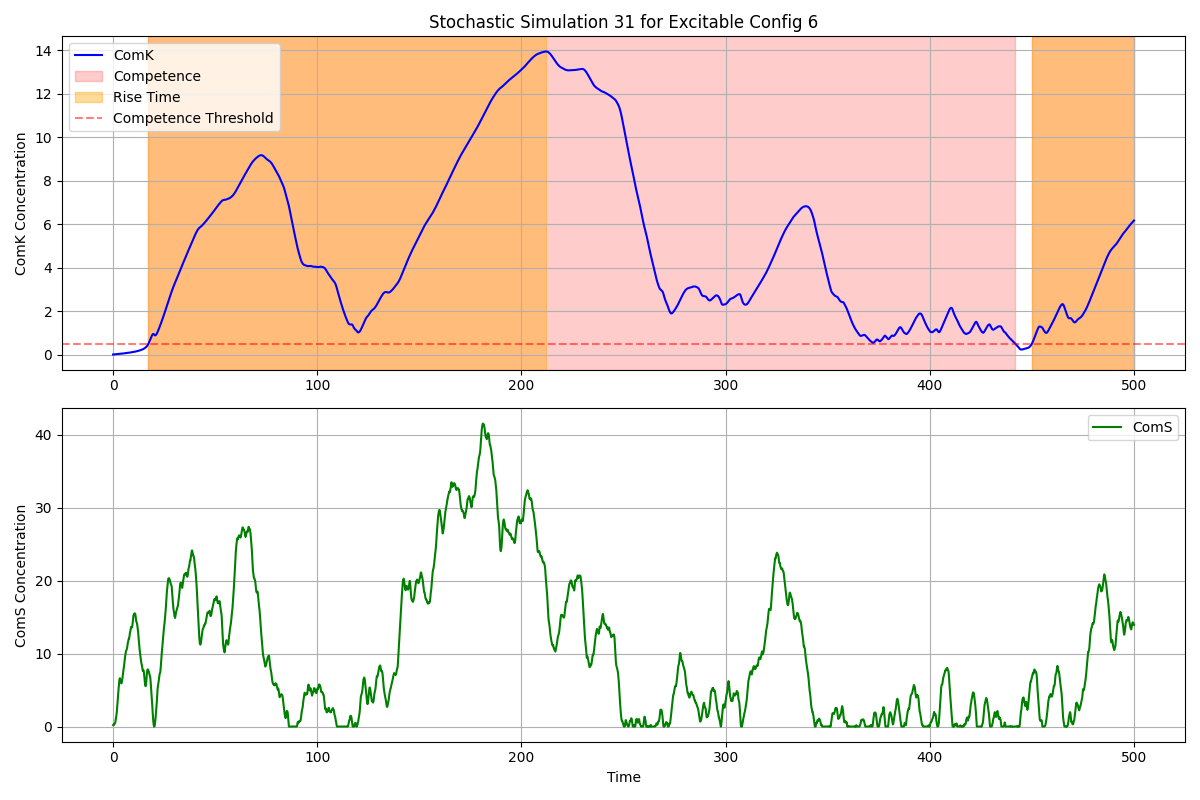 Stochastic Simulation 31 for Excitable Config 6
ComK Concentration
14
12
10
8
6
4
2
0
ComK
Competence
Rise Time
Competence Threshold
0
100
200
300
400
500
ComS Concentration
40
30
20
10
0
ComS
0
100
200
300
400
500
Time